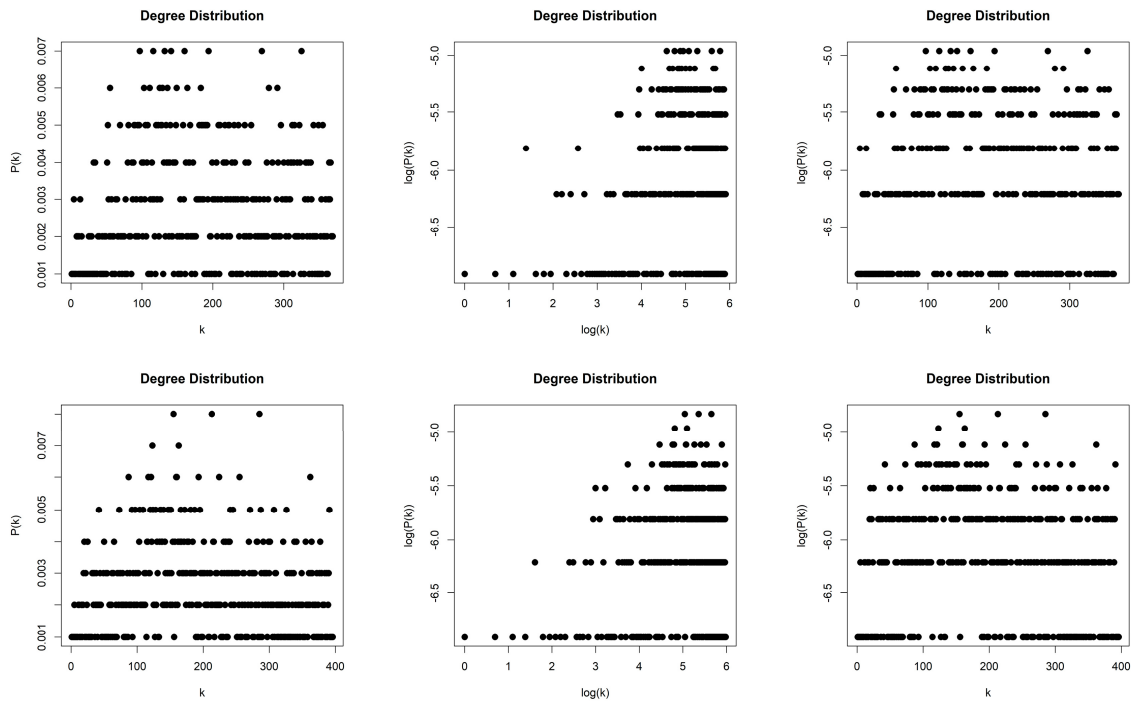 Degree Distribution Degree Distribution Degree Distribution
P(k)
0.001 0.002 0.003 0.004 0.005 0.006 0.007
0 100 200 300
k
log(P(k))
-6.5 -6.0 -5.5 -5.0
0 1 2 3 4 5 6
log(k)
log(P(k))
-6.5 -6.0 -5.5 -5.0
0 100 200 300
k
Degree Distribution Degree Distribution Degree Distribution
P(k)
0.001 0.003 0.005 0.007
0 100 200 300 400
k
log(P(k))
-6.5 -6.0 -5.5 -5.0
0 1 2 3 4 5 6
log(k)
log(P(k))
-6.5 -6.0 -5.5 -5.0
0 100 200 300 400
k